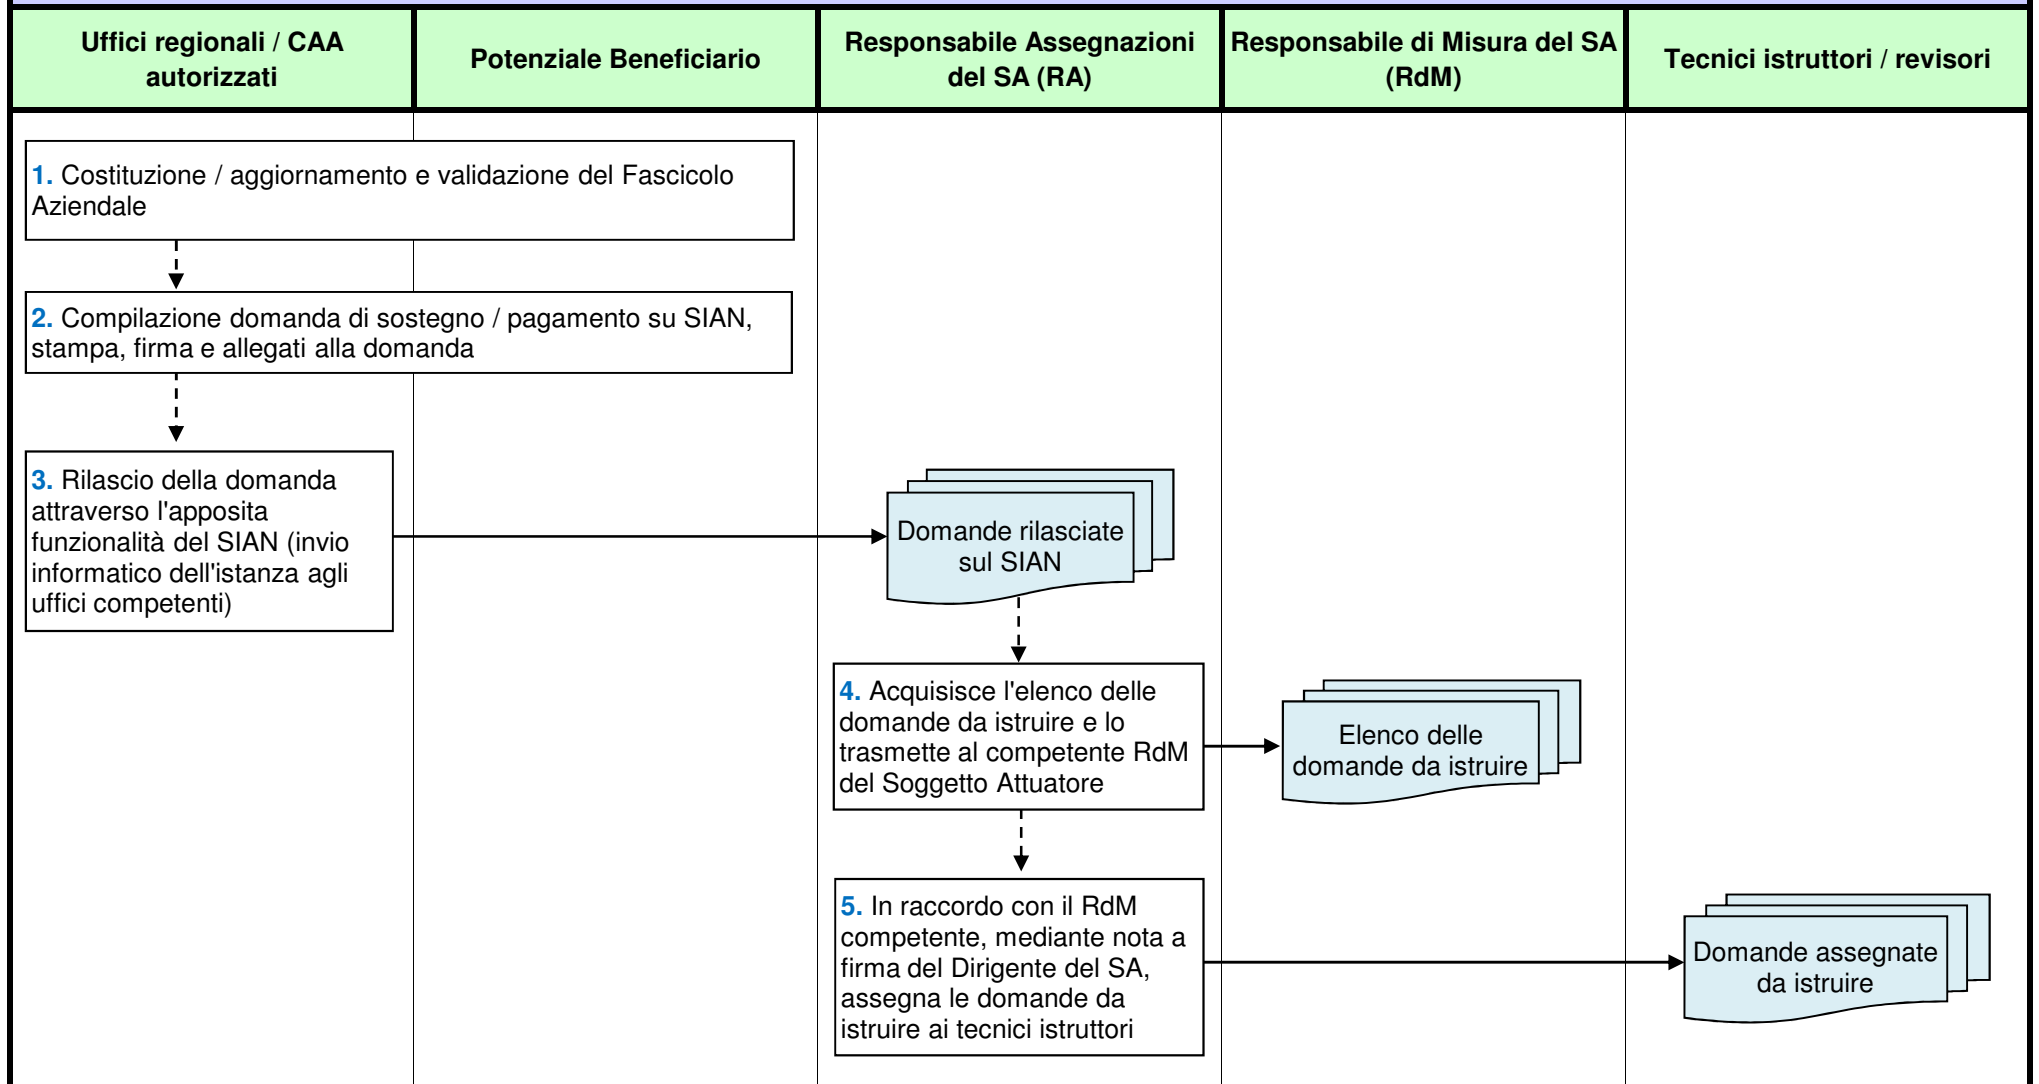 Uffici regionali / CAA
autorizzati
Potenziale Beneficiario
Responsabile Assegnazioni
del SA (RA)
Responsabile di Misura del SA
(RdM)
Tecnici istruttori / revisori
1. Costituzione / aggiornamento e validazione del Fascicolo
Aziendale
2. Compilazione domanda di sostegno / pagamento su SIAN,
stampa, firma e allegati alla domanda
3. Rilascio della domanda
attraverso l'apposita
funzionalità del SIAN (invio
informatico dell'istanza agli
uffici competenti)
Domande rilasciate
sul SIAN
4. Acquisisce l'elenco delle
domande da istruire e lo
trasmette al competente RdM
del Soggetto Attuatore
Elenco delle
domande da istruire
5. In raccordo con il RdM
competente, mediante nota a
firma del Dirigente del SA,
assegna le domande da
istruire ai tecnici istruttori
Domande assegnate
da istruire